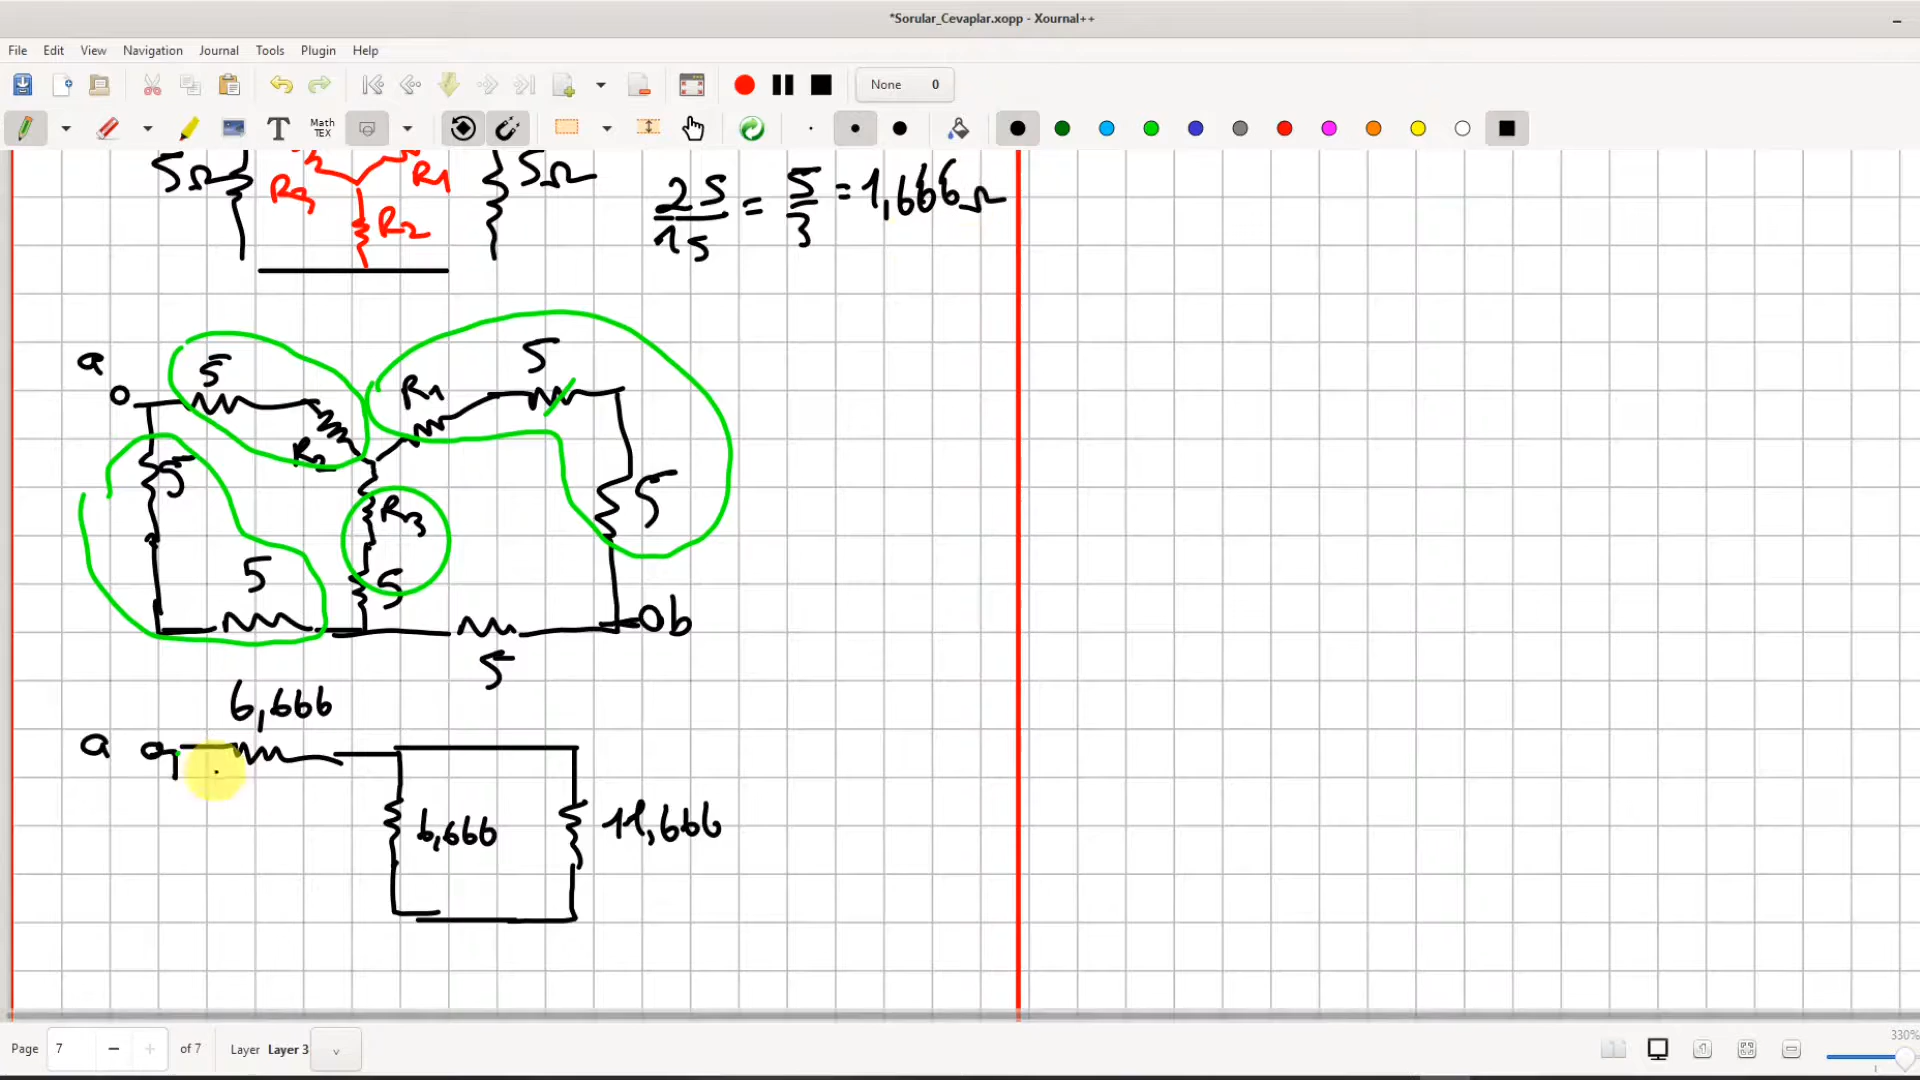 *Sorular_Cevaplar.xopp - Xournal++
File Edit View Navigation Journal Tools Plugin Help
None 0
T Math TEX
5Ω R3 R1 5Ω
R2
25/15 = 5/3 = 1,666Ω
a 5 R1 5
R2
5 R3 5
5 5
b
5
6,666
a
6,666 11,666
Page 7 of 7 Layer Layer 3
330%